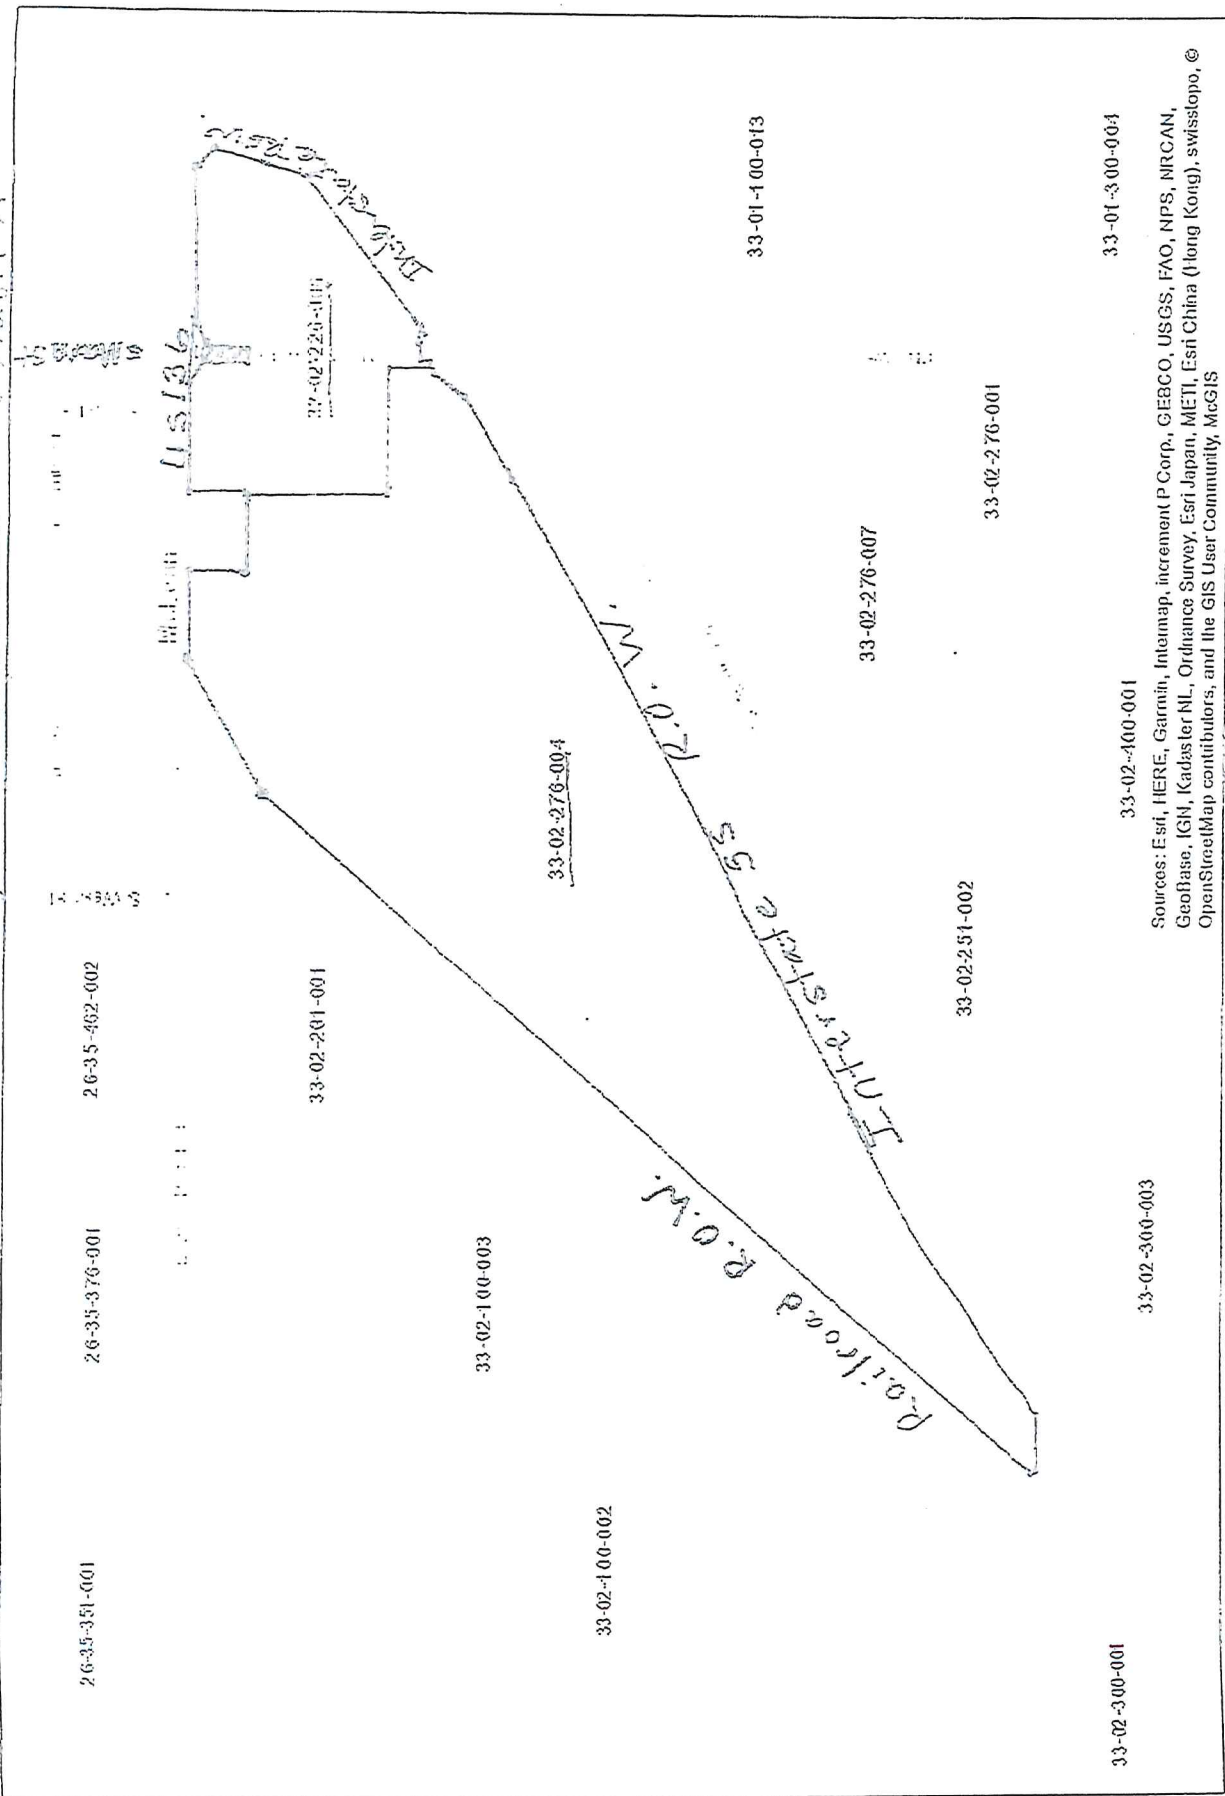 US 136
McLean
26-35-462-002
26-35-376-001
26-35-351-001
33-02-201-001
33-02-100-003
33-02-100-002
33-02-276-004
Interstate 55 R.O.W.
Railroad R.O.W.
33-01-100-013
33-02-276-007
33-02-276-001
33-02-251-002
33-01-300-004
33-02-400-001
33-02-300-003
33-02-300-001
Sources: Esri, HERE, Garmin, Intermap, increment P Corp., GEBCO, USGS, FAO, NPS, NRCAN,
GeoBase, IGN, Kadaster NL, Ordnance Survey, Esri Japan, METI, Esri China (Hong Kong), swisstopo, ©
OpenStreetMap contributors, and the GIS User Community, McGIS